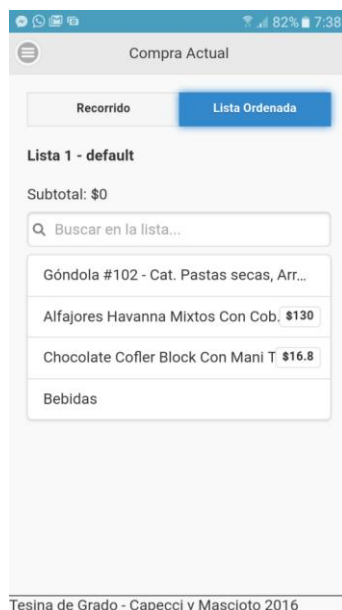 82% 7:38
Compra Actual
Recorrido
Lista Ordenada
Lista 1 - default
Subtotal: $0
Buscar en la lista...
Góndola #102 - Cat. Pastas secas, Arr...
Alfajores Havanna Mixtos Con Cob. $130
Chocolate Cofler Block Con Mani T $16.8
Bebidas
Tesina de Grado - Capecci y Mascioto 2016